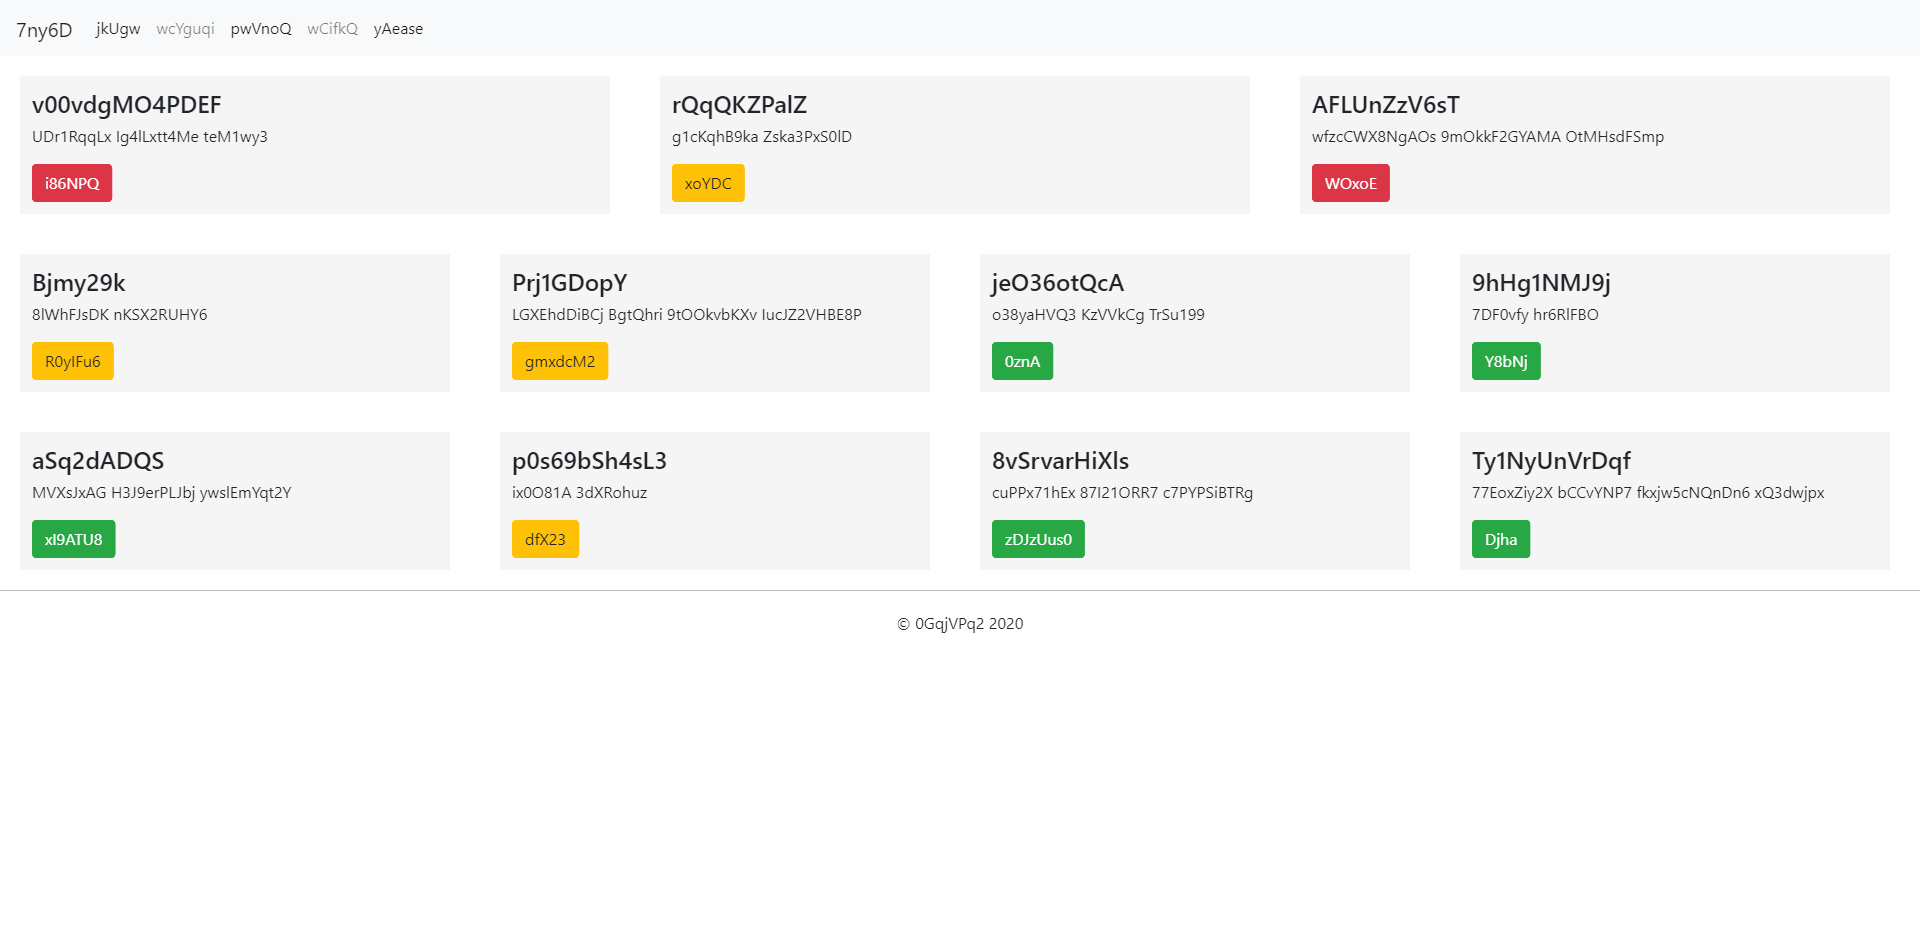 7ny6D jkUgw wcYguqi pwVnoQ wCifkQ yAease
v00vdgMO4PDEF
UDr1RqqLx Ig4lLxtt4Me teM1wy3
i86NPQ
rQqQKZPalZ
g1cKqhB9ka Zska3PxS0lD
xoYDC
AFLUnZzV6sT
wfzcCWX8NgAOs 9mOkkF2GYAMA OtMHsdFSmp
WOxoE
Bjmy29k
8lWhFJsDK nKSX2RUHY6
R0yIFu6
Prj1GDopY
LGXEhdDiBCj BgtQhri 9tOOkvbKXv IucJZ2VHBE8P
gmxdcM2
jeO36otQcA
o38yaHVQ3 KzVVkCg TrSu199
0znA
9hHg1NMJ9j
7DF0vfy hr6RlFBO
Y8bNj
aSq2dADQS
MVXsJxAG H3J9erPLJbj ywslEmYqt2Y
xI9ATU8
p0s69bSh4sL3
ix0O81A 3dXRohuz
dfX23
8vSrvarHiXls
cuPPx71hEx 87I21ORR7 c7PYPSiBTRg
zDJzUus0
Ty1NyUnVrDqf
77EoxZiy2X bCCvYNP7 fkxjw5cNQnDn6 xQ3dwjpx
Djha
© 0GqjVPq2 2020